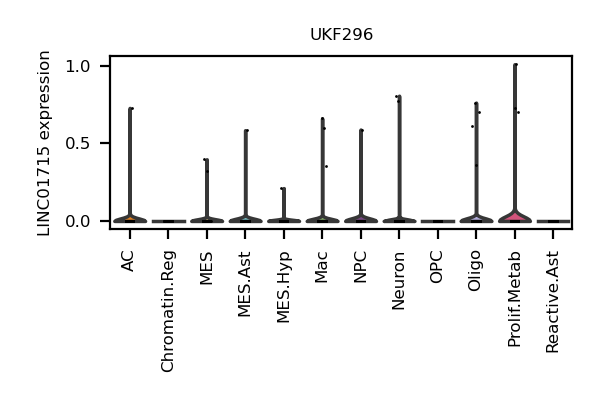 UKF296
LINC01715 expression
1.0
0.5
0.0
AC
Chromatin.Reg
MES
MES.Ast
MES.Hyp
Mac
NPC
Neuron
OPC
Oligo
Prolif.Metab
Reactive.Ast